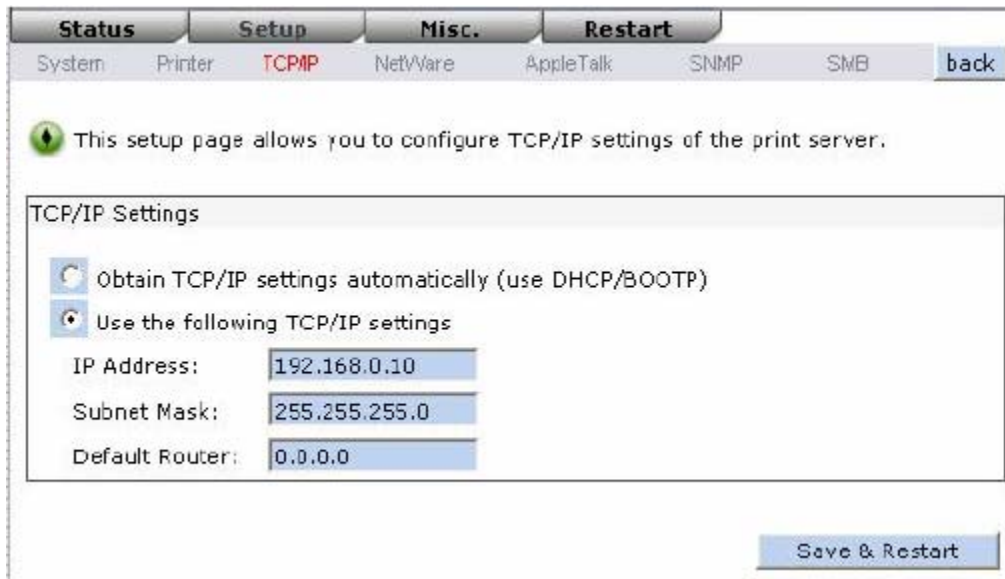 Status Setup Misc. Restart
System Printer TCP/IP NetWare AppleTalk SNMP SMB back
This setup page allows you to configure TCP/IP settings of the print server.
TCP/IP Settings
Obtain TCP/IP settings automatically (use DHCP/BOOTP)
Use the following TCP/IP settings
IP Address: 192.168.0.10
Subnet Mask: 255.255.255.0
Default Router: 0.0.0.0
Save & Restart